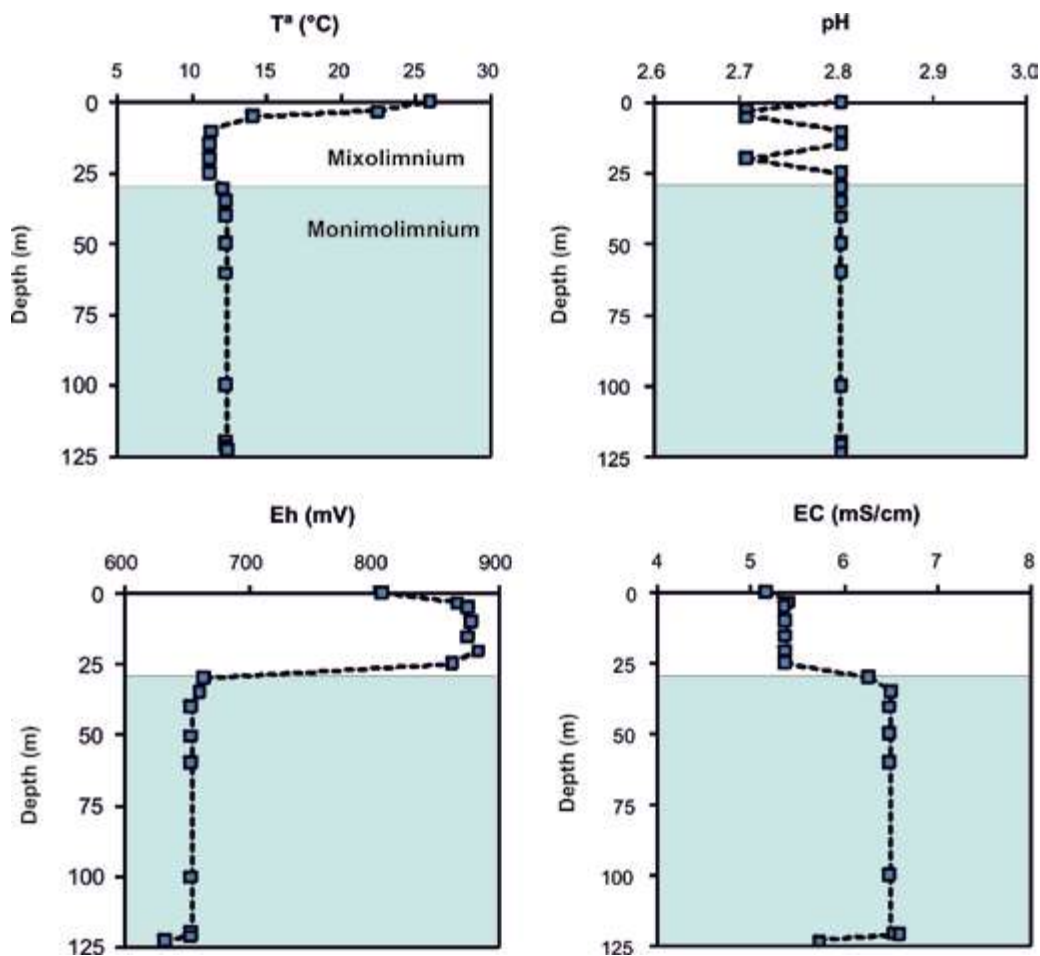 Tª (°C)
5 10 15 20 25 30
0
25
50
75
100
125
Depth (m)
Mixolimnium
Monimolimnium
pH
2.6 2.7 2.8 2.9 3.0
0
25
50
75
100
125
Depth (m)
Eh (mV)
600 700 800 900
0
25
50
75
100
125
Depth (m)
EC (mS/cm)
4 5 6 7 8
0
25
50
75
100
125
Depth (m)